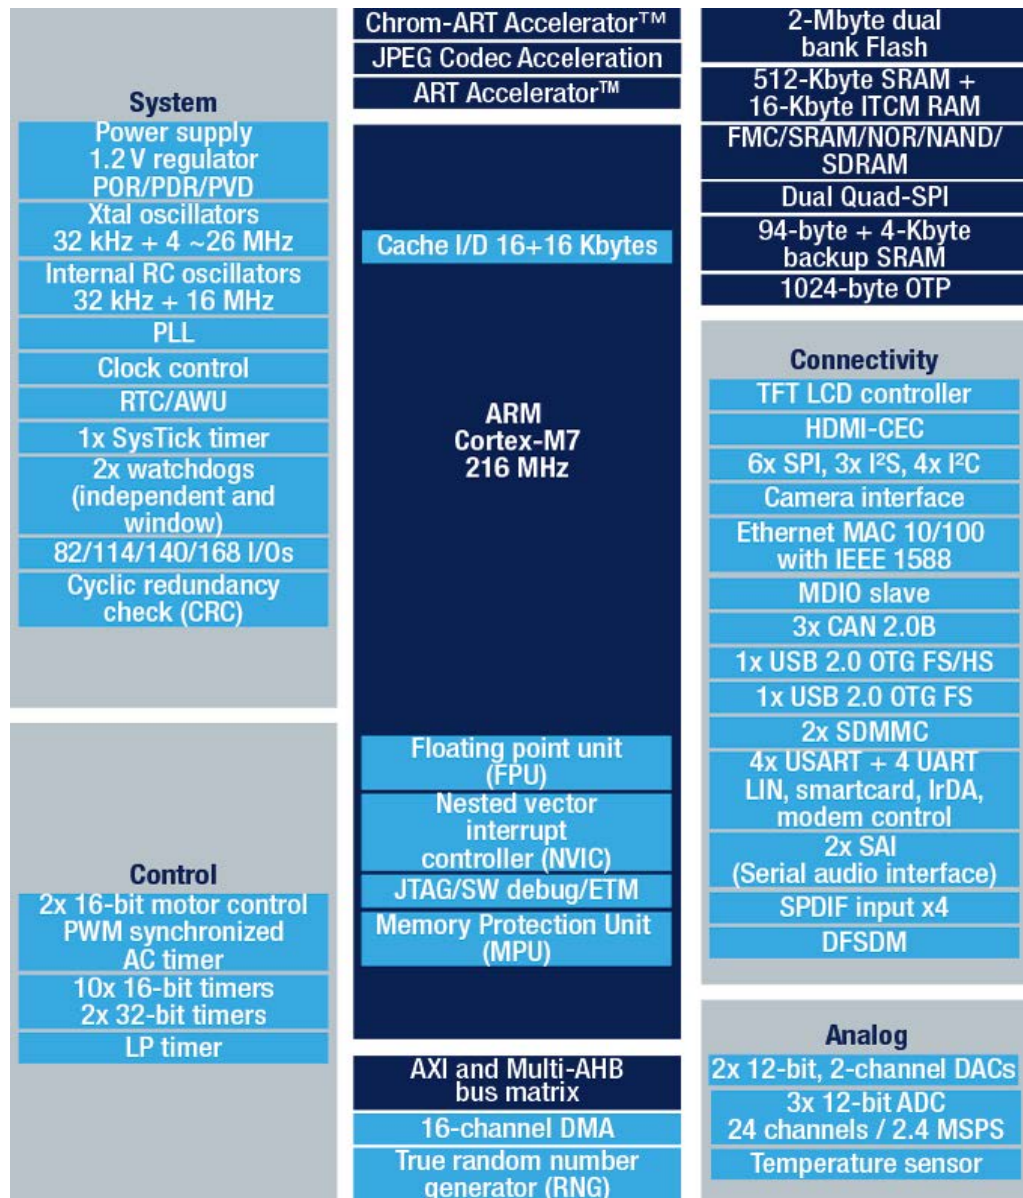 System
Power supply
1.2 V regulator
POR/PDR/PVD
Xtal oscillators
32 kHz + 4 ~26 MHz
Internal RC oscillators
32 kHz + 16 MHz
PLL
Clock control
RTC/AWU
1x SysTick timer
2x watchdogs
(independent and
window)
82/114/140/168 I/Os
Cyclic redundancy
check (CRC)
Control
2x 16-bit motor control
PWM synchronized
AC timer
10x 16-bit timers
2x 32-bit timers
LP timer
Chrom-ART Accelerator™
JPEG Codec Acceleration
ART Accelerator™
Cache I/D 16+16 Kbytes
ARM
Cortex-M7
216 MHz
Floating point unit
(FPU)
Nested vector
interrupt
controller (NVIC)
JTAG/SW debug/ETM
Memory Protection Unit
(MPU)
AXI and Multi-AHB
bus matrix
16-channel DMA
True random number
generator (RNG)
2-Mbyte dual
bank Flash
512-Kbyte SRAM +
16-Kbyte ITCM RAM
FMC/SRAM/NOR/NAND/
SDRAM
Dual Quad-SPI
94-byte + 4-Kbyte
backup SRAM
1024-byte OTP
Connectivity
TFT LCD controller
HDMI-CEC
6x SPI, 3x I²S, 4x I²C
Camera interface
Ethernet MAC 10/100
with IEEE 1588
MDIO slave
3x CAN 2.0B
1x USB 2.0 OTG FS/HS
1x USB 2.0 OTG FS
2x SDMMC
4x USART + 4 UART
LIN, smartcard, IrDA,
modem control
2x SAI
(Serial audio interface)
SPDIF input x4
DFSDM
Analog
2x 12-bit, 2-channel DACs
3x 12-bit ADC
24 channels / 2.4 MSPS
Temperature sensor